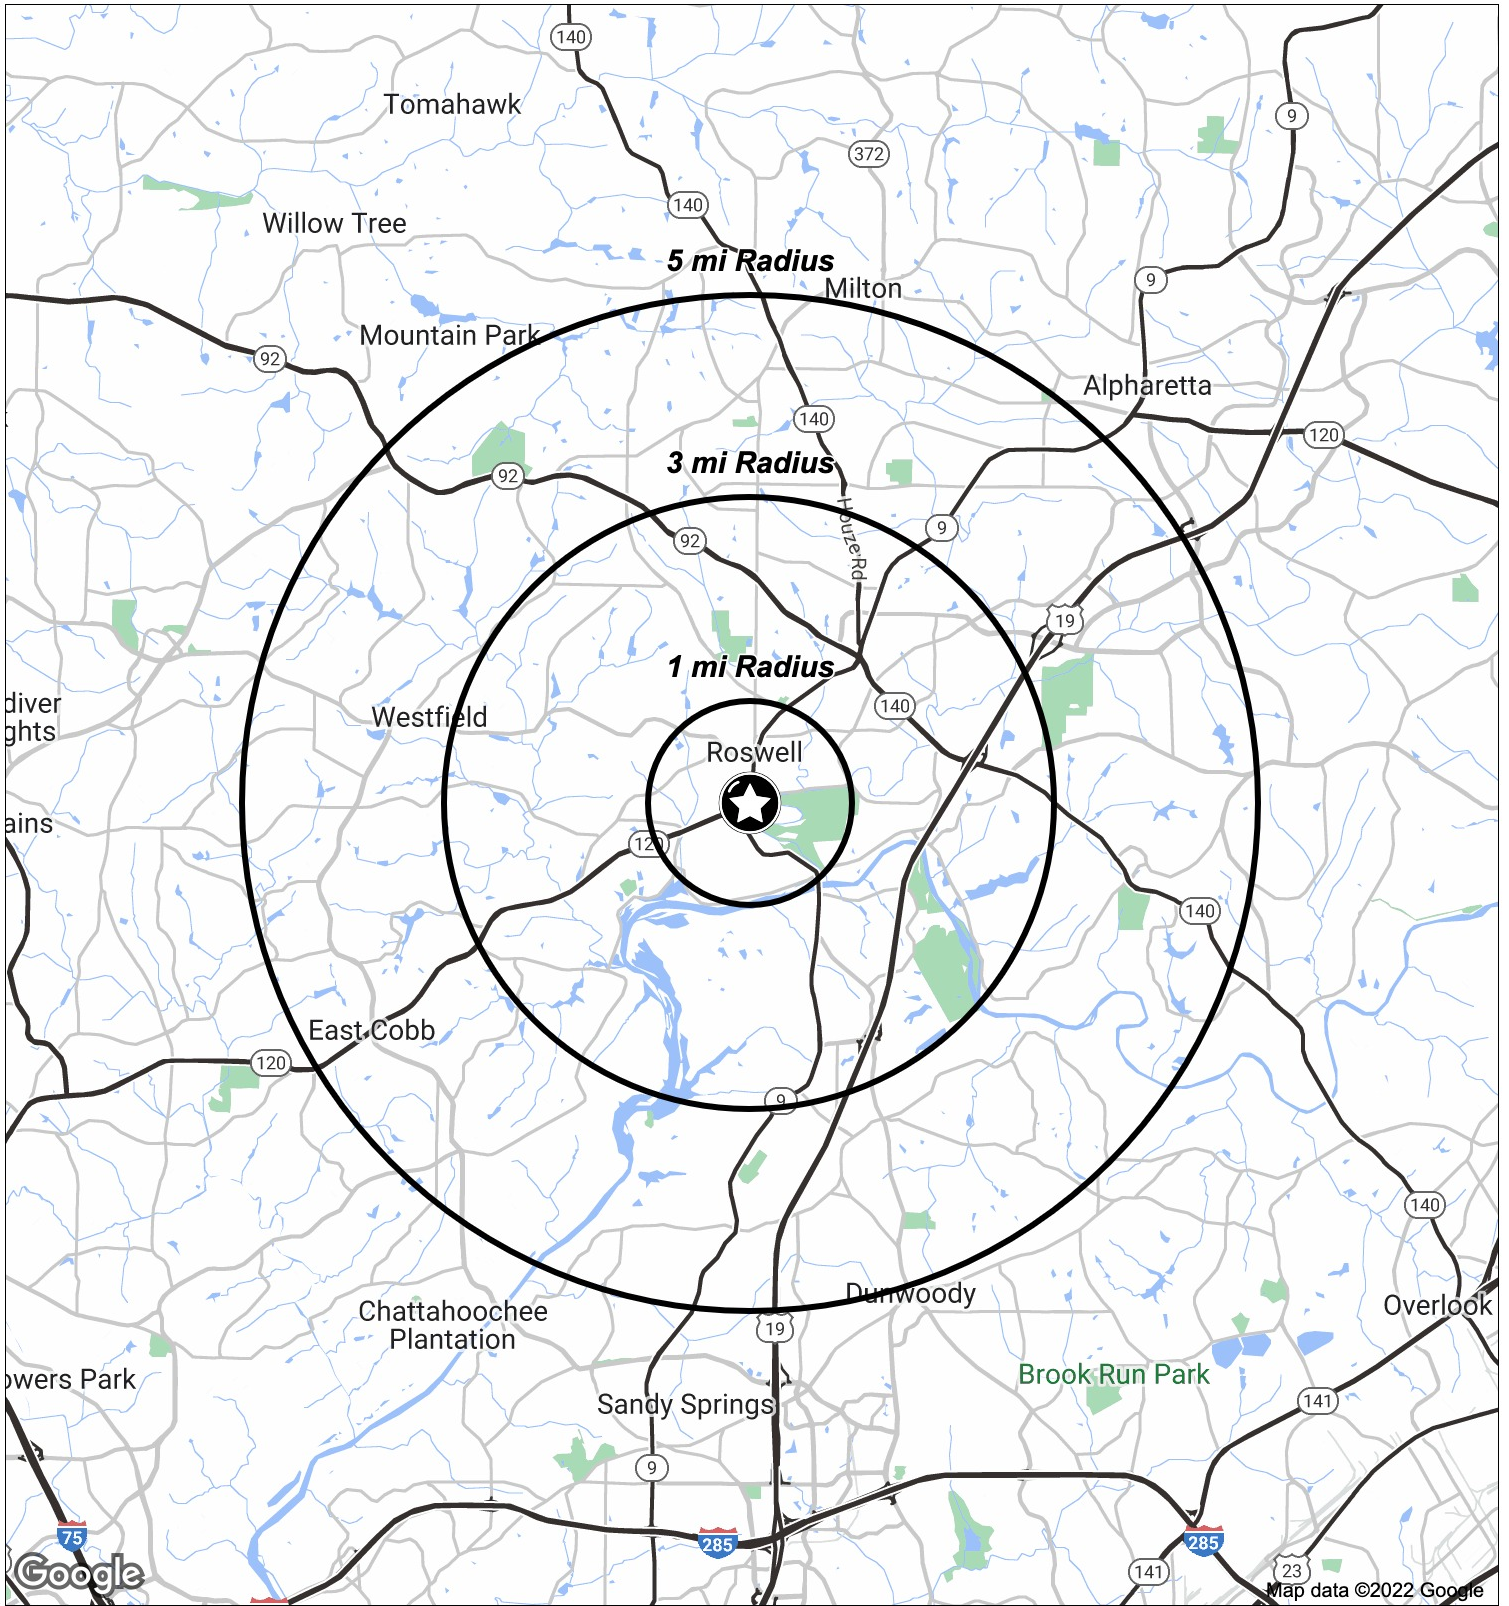 140
Tomahawk
9
372
140
Willow Tree
5 mi Radius
9
Milton
Mountain Park
92
Alpharetta
140
120
3 mi Radius
92
Houze Rd
9
92
19
1 mi Radius
diver
ghts
140
Westfield
Roswell
ains
120
140
East Cobb
120
9
140
Dunwoody
Overlook
Chattahoochee
Plantation
19
owers Park
Brook Run Park
141
Sandy Springs
9
75
285
285
Google
141
23
Map data ©2022 Google